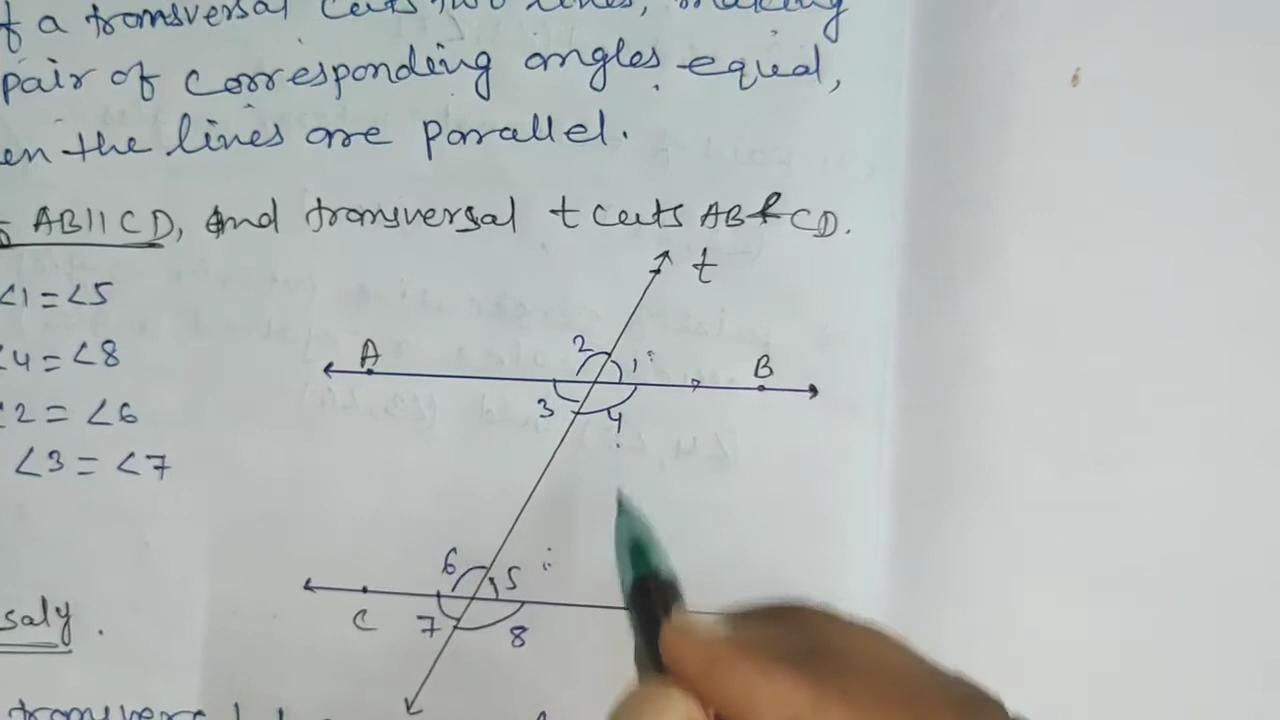 f a transversal cuts two lines, making
pair of corresponding angles equal,
en the lines are parallel.
AB||CD, and transversal t cuts AB & CD.
∠1=∠5
∠4=∠8
∠2=∠6
∠3=∠7
t
A
B
2
1
3
4
6
5
C
7
8
saly.